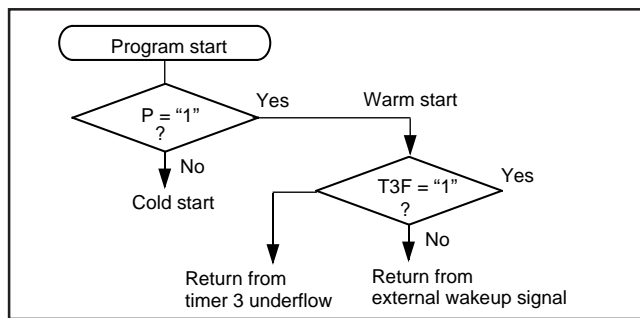 Program start
P = “1”
?
Yes
Warm start
No
Cold start
T3F = “1”
?
Yes
No
Return from
timer 3 underflow
Return from
external wakeup signal